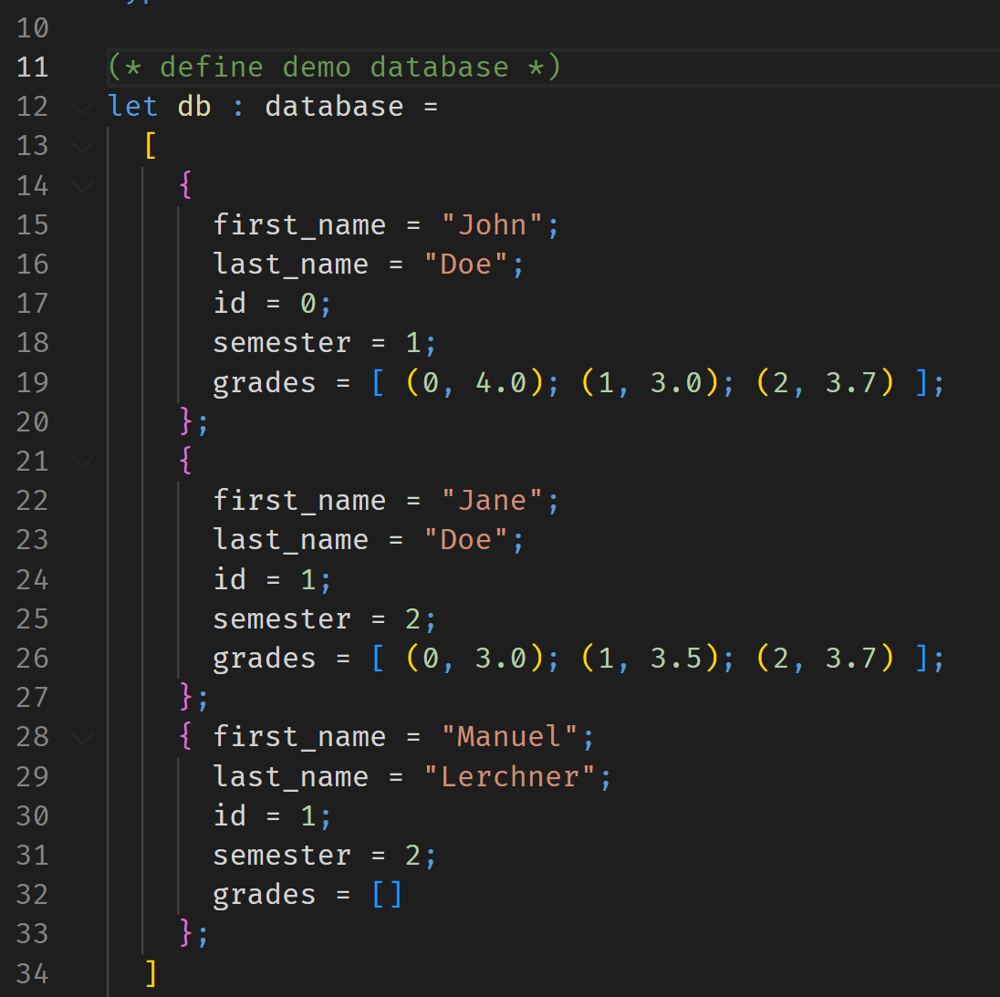 10
11 (* define demo database *)
12 let db : database =
13   [
14     {
15       first_name = "John";
16       last_name = "Doe";
17       id = 0;
18       semester = 1;
19       grades = [ (0, 4.0); (1, 3.0); (2, 3.7) ];
20     };
21     {
22       first_name = "Jane";
23       last_name = "Doe";
24       id = 1;
25       semester = 2;
26       grades = [ (0, 3.0); (1, 3.5); (2, 3.7) ];
27     };
28     { first_name = "Manuel";
29       last_name = "Lerchner";
30       id = 1;
31       semester = 2;
32       grades = []
33     };
34   ]